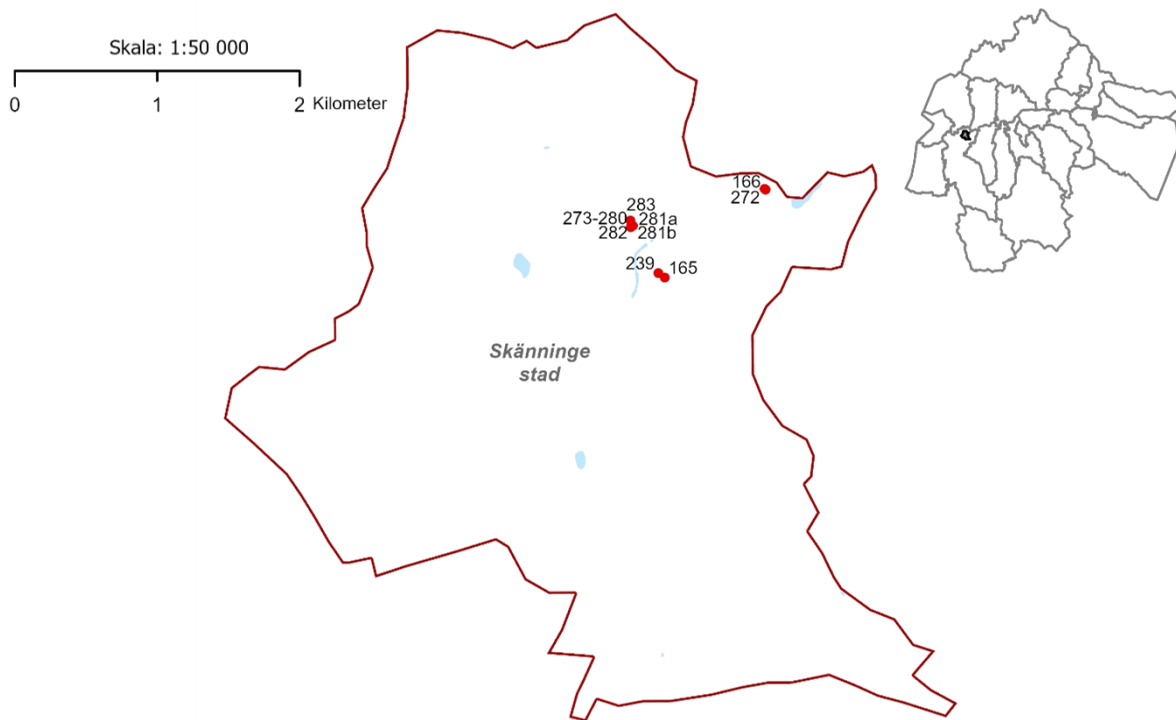 Skala: 1:50 000
0 1 2 Kilometer
166
272
283
273-280 281a
282 281b
239 165
Skänninge
stad